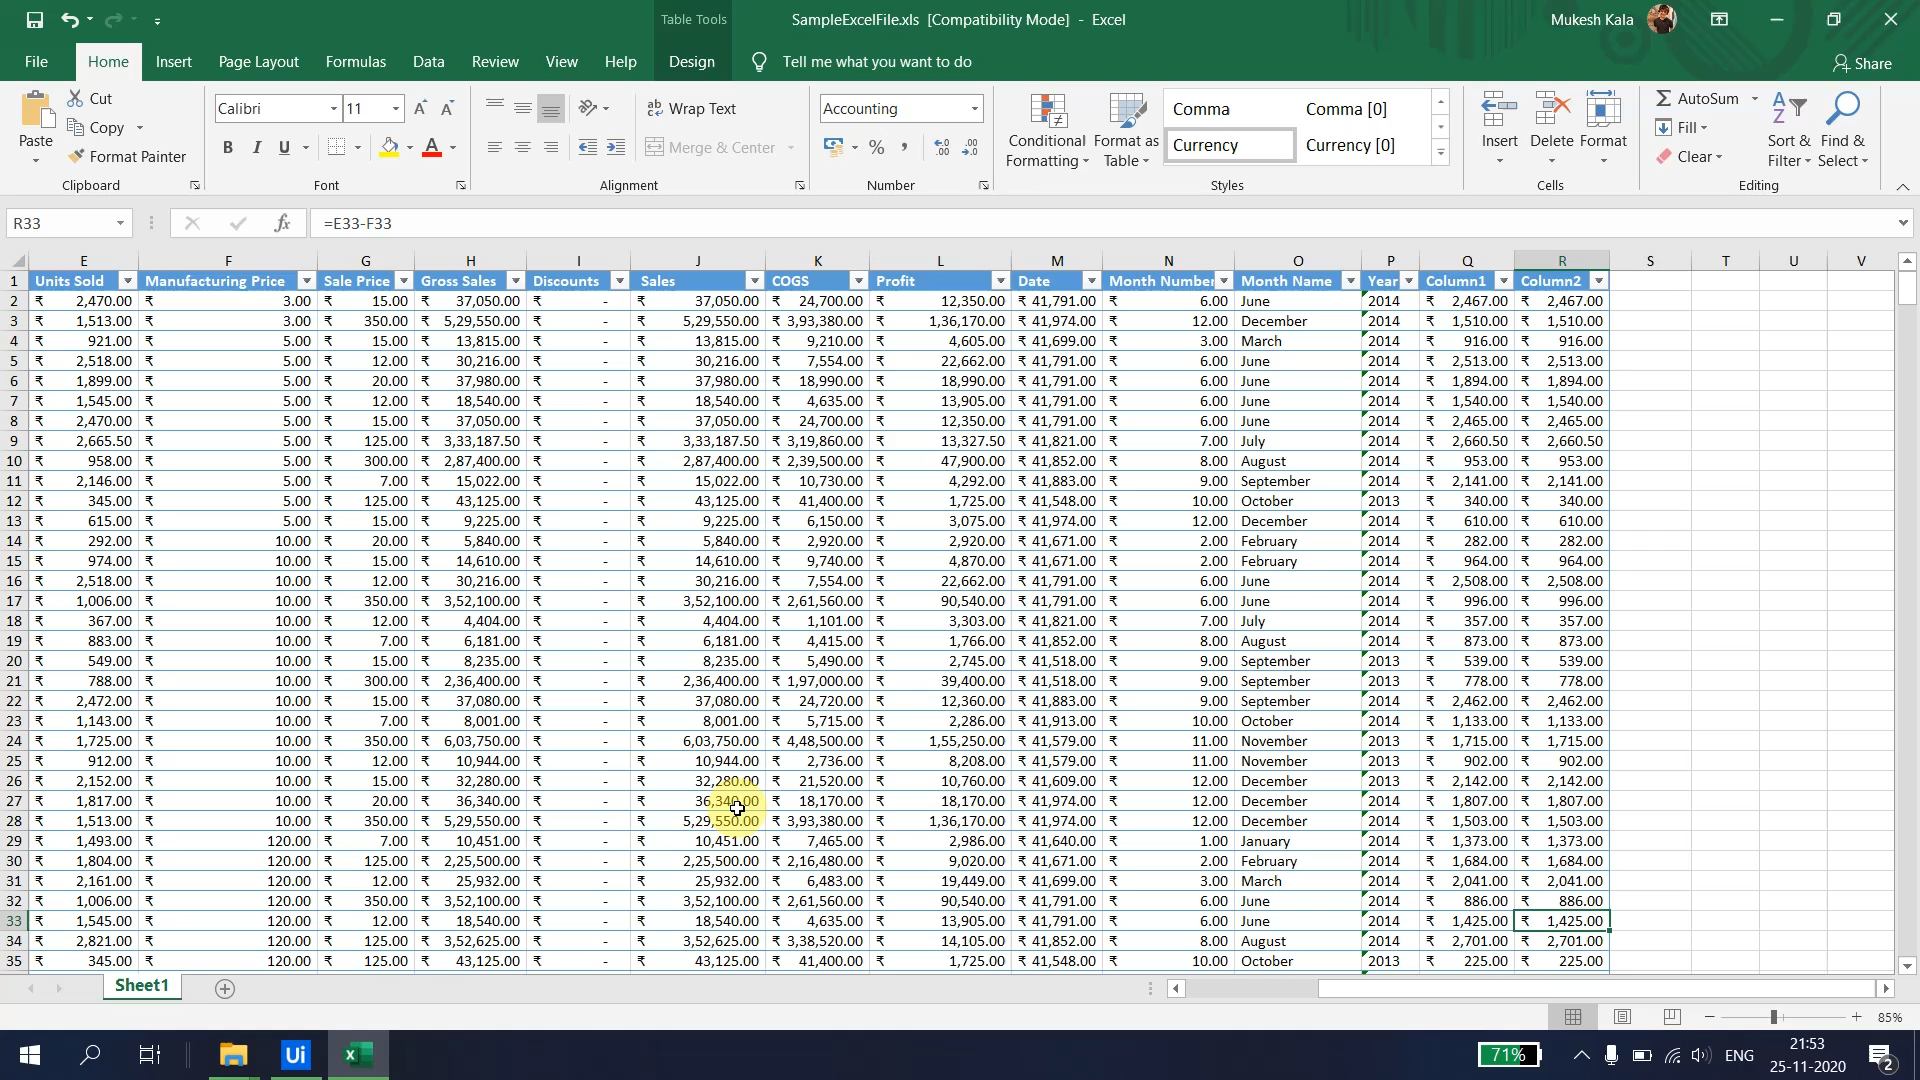 Table Tools
SampleExcelFile.xls [Compatibility Mode] - Excel
Mukesh Kala
File Home Insert Page Layout Formulas Data Review View Help Design Tell me what you want to do Share
Paste Cut Copy Format Painter Clipboard
Calibri 11 B I U A Font
ab Wrap Text Merge & Center Alignment
Accounting % , Number
Conditional Formatting Format as Table
Comma Comma [0]
Currency Currency [0]
Styles
Insert Delete Format Cells
AutoSum Fill Clear Sort & Filter Find & Select Editing
R33 fx =E33-F33
E F G H I J K L M N O P Q R S T U V
1 Units Sold Manufacturing Price Sale Price Gross Sales Discounts Sales COGS Profit Date Month Number Month Name Year Column1 Column2
2 ₹ 2,470.00 ₹ 3.00 ₹ 15.00 ₹ 37,050.00 ₹ - ₹ 37,050.00 ₹ 24,700.00 ₹ 12,350.00 ₹ 41,791.00 ₹ 6.00 June 2014 ₹ 2,467.00 ₹ 2,467.00
3 ₹ 1,513.00 ₹ 3.00 ₹ 350.00 ₹ 5,29,550.00 ₹ - ₹ 5,29,550.00 ₹ 3,93,380.00 ₹ 1,36,170.00 ₹ 41,974.00 ₹ 12.00 December 2014 ₹ 1,510.00 ₹ 1,510.00
4 ₹ 921.00 ₹ 5.00 ₹ 15.00 ₹ 13,815.00 ₹ - ₹ 13,815.00 ₹ 9,210.00 ₹ 4,605.00 ₹ 41,699.00 ₹ 3.00 March 2014 ₹ 916.00 ₹ 916.00
5 ₹ 2,518.00 ₹ 5.00 ₹ 12.00 ₹ 30,216.00 ₹ - ₹ 30,216.00 ₹ 7,554.00 ₹ 22,662.00 ₹ 41,791.00 ₹ 6.00 June 2014 ₹ 2,513.00 ₹ 2,513.00
6 ₹ 1,899.00 ₹ 5.00 ₹ 20.00 ₹ 37,980.00 ₹ - ₹ 37,980.00 ₹ 18,990.00 ₹ 18,990.00 ₹ 41,791.00 ₹ 6.00 June 2014 ₹ 1,894.00 ₹ 1,894.00
7 ₹ 1,545.00 ₹ 5.00 ₹ 12.00 ₹ 18,540.00 ₹ - ₹ 18,540.00 ₹ 4,635.00 ₹ 13,905.00 ₹ 41,791.00 ₹ 6.00 June 2014 ₹ 1,540.00 ₹ 1,540.00
8 ₹ 2,470.00 ₹ 5.00 ₹ 15.00 ₹ 37,050.00 ₹ - ₹ 37,050.00 ₹ 24,700.00 ₹ 12,350.00 ₹ 41,791.00 ₹ 6.00 June 2014 ₹ 2,465.00 ₹ 2,465.00
9 ₹ 2,665.50 ₹ 5.00 ₹ 125.00 ₹ 3,33,187.50 ₹ - ₹ 3,33,187.50 ₹ 3,19,860.00 ₹ 13,327.50 ₹ 41,821.00 ₹ 7.00 July 2014 ₹ 2,660.50 ₹ 2,660.50
10 ₹ 958.00 ₹ 5.00 ₹ 300.00 ₹ 2,87,400.00 ₹ - ₹ 2,87,400.00 ₹ 2,39,500.00 ₹ 47,900.00 ₹ 41,852.00 ₹ 8.00 August 2014 ₹ 953.00 ₹ 953.00
11 ₹ 2,146.00 ₹ 5.00 ₹ 7.00 ₹ 15,022.00 ₹ - ₹ 15,022.00 ₹ 10,730.00 ₹ 4,292.00 ₹ 41,883.00 ₹ 9.00 September 2014 ₹ 2,141.00 ₹ 2,141.00
12 ₹ 345.00 ₹ 5.00 ₹ 125.00 ₹ 43,125.00 ₹ - ₹ 43,125.00 ₹ 41,400.00 ₹ 1,725.00 ₹ 41,548.00 ₹ 10.00 October 2013 ₹ 340.00 ₹ 340.00
13 ₹ 615.00 ₹ 5.00 ₹ 15.00 ₹ 9,225.00 ₹ - ₹ 9,225.00 ₹ 6,150.00 ₹ 3,075.00 ₹ 41,974.00 ₹ 12.00 December 2014 ₹ 610.00 ₹ 610.00
14 ₹ 292.00 ₹ 10.00 ₹ 20.00 ₹ 5,840.00 ₹ - ₹ 5,840.00 ₹ 2,920.00 ₹ 2,920.00 ₹ 41,671.00 ₹ 2.00 February 2014 ₹ 282.00 ₹ 282.00
15 ₹ 974.00 ₹ 10.00 ₹ 15.00 ₹ 14,610.00 ₹ - ₹ 14,610.00 ₹ 9,740.00 ₹ 4,870.00 ₹ 41,671.00 ₹ 2.00 February 2014 ₹ 964.00 ₹ 964.00
16 ₹ 2,518.00 ₹ 10.00 ₹ 12.00 ₹ 30,216.00 ₹ - ₹ 30,216.00 ₹ 7,554.00 ₹ 22,662.00 ₹ 41,791.00 ₹ 6.00 June 2014 ₹ 2,508.00 ₹ 2,508.00
17 ₹ 1,006.00 ₹ 10.00 ₹ 350.00 ₹ 3,52,100.00 ₹ - ₹ 3,52,100.00 ₹ 2,61,560.00 ₹ 90,540.00 ₹ 41,791.00 ₹ 6.00 June 2014 ₹ 996.00 ₹ 996.00
18 ₹ 367.00 ₹ 10.00 ₹ 12.00 ₹ 4,404.00 ₹ - ₹ 4,404.00 ₹ 1,101.00 ₹ 3,303.00 ₹ 41,821.00 ₹ 7.00 July 2014 ₹ 357.00 ₹ 357.00
19 ₹ 883.00 ₹ 10.00 ₹ 7.00 ₹ 6,181.00 ₹ - ₹ 6,181.00 ₹ 4,415.00 ₹ 1,766.00 ₹ 41,852.00 ₹ 8.00 August 2014 ₹ 873.00 ₹ 873.00
20 ₹ 549.00 ₹ 10.00 ₹ 15.00 ₹ 8,235.00 ₹ - ₹ 8,235.00 ₹ 5,490.00 ₹ 2,745.00 ₹ 41,518.00 ₹ 9.00 September 2013 ₹ 539.00 ₹ 539.00
21 ₹ 788.00 ₹ 10.00 ₹ 300.00 ₹ 2,36,400.00 ₹ - ₹ 2,36,400.00 ₹ 1,97,000.00 ₹ 39,400.00 ₹ 41,518.00 ₹ 9.00 September 2013 ₹ 778.00 ₹ 778.00
22 ₹ 2,472.00 ₹ 10.00 ₹ 15.00 ₹ 37,080.00 ₹ - ₹ 37,080.00 ₹ 24,720.00 ₹ 12,360.00 ₹ 41,883.00 ₹ 9.00 September 2014 ₹ 2,462.00 ₹ 2,462.00
23 ₹ 1,143.00 ₹ 10.00 ₹ 7.00 ₹ 8,001.00 ₹ - ₹ 8,001.00 ₹ 5,715.00 ₹ 2,286.00 ₹ 41,913.00 ₹ 10.00 October 2014 ₹ 1,133.00 ₹ 1,133.00
24 ₹ 1,725.00 ₹ 10.00 ₹ 350.00 ₹ 6,03,750.00 ₹ - ₹ 6,03,750.00 ₹ 4,48,500.00 ₹ 1,55,250.00 ₹ 41,579.00 ₹ 11.00 November 2013 ₹ 1,715.00 ₹ 1,715.00
25 ₹ 912.00 ₹ 10.00 ₹ 12.00 ₹ 10,944.00 ₹ - ₹ 10,944.00 ₹ 2,736.00 ₹ 8,208.00 ₹ 41,579.00 ₹ 11.00 November 2013 ₹ 902.00 ₹ 902.00
26 ₹ 2,152.00 ₹ 10.00 ₹ 15.00 ₹ 32,280.00 ₹ - ₹ 32,280.00 ₹ 21,520.00 ₹ 10,760.00 ₹ 41,609.00 ₹ 12.00 December 2013 ₹ 2,142.00 ₹ 2,142.00
27 ₹ 1,817.00 ₹ 10.00 ₹ 20.00 ₹ 36,340.00 ₹ - ₹ 36,340.00 ₹ 18,170.00 ₹ 18,170.00 ₹ 41,974.00 ₹ 12.00 December 2014 ₹ 1,807.00 ₹ 1,807.00
28 ₹ 1,513.00 ₹ 10.00 ₹ 350.00 ₹ 5,29,550.00 ₹ - ₹ 5,29,550.00 ₹ 3,93,380.00 ₹ 1,36,170.00 ₹ 41,974.00 ₹ 12.00 December 2014 ₹ 1,503.00 ₹ 1,503.00
29 ₹ 1,493.00 ₹ 120.00 ₹ 7.00 ₹ 10,451.00 ₹ - ₹ 10,451.00 ₹ 7,465.00 ₹ 2,986.00 ₹ 41,640.00 ₹ 1.00 January 2014 ₹ 1,373.00 ₹ 1,373.00
30 ₹ 1,804.00 ₹ 120.00 ₹ 125.00 ₹ 2,25,500.00 ₹ - ₹ 2,25,500.00 ₹ 2,16,480.00 ₹ 9,020.00 ₹ 41,671.00 ₹ 2.00 February 2014 ₹ 1,684.00 ₹ 1,684.00
31 ₹ 2,161.00 ₹ 120.00 ₹ 12.00 ₹ 25,932.00 ₹ - ₹ 25,932.00 ₹ 6,483.00 ₹ 19,449.00 ₹ 41,699.00 ₹ 3.00 March 2014 ₹ 2,041.00 ₹ 2,041.00
32 ₹ 1,006.00 ₹ 120.00 ₹ 350.00 ₹ 3,52,100.00 ₹ - ₹ 3,52,100.00 ₹ 2,61,560.00 ₹ 90,540.00 ₹ 41,791.00 ₹ 6.00 June 2014 ₹ 886.00 ₹ 886.00
33 ₹ 1,545.00 ₹ 120.00 ₹ 12.00 ₹ 18,540.00 ₹ - ₹ 18,540.00 ₹ 4,635.00 ₹ 13,905.00 ₹ 41,791.00 ₹ 6.00 June 2014 ₹ 1,425.00 ₹ 1,425.00
34 ₹ 2,821.00 ₹ 120.00 ₹ 125.00 ₹ 3,52,625.00 ₹ - ₹ 3,52,625.00 ₹ 3,38,520.00 ₹ 14,105.00 ₹ 41,852.00 ₹ 8.00 August 2014 ₹ 2,701.00 ₹ 2,701.00
35 ₹ 345.00 ₹ 120.00 ₹ 125.00 ₹ 43,125.00 ₹ - ₹ 43,125.00 ₹ 41,400.00 ₹ 1,725.00 ₹ 41,548.00 ₹ 10.00 October 2013 ₹ 225.00 ₹ 225.00
Sheet1
85%
Ui 71% ENG 21:53
25-11-2020 2